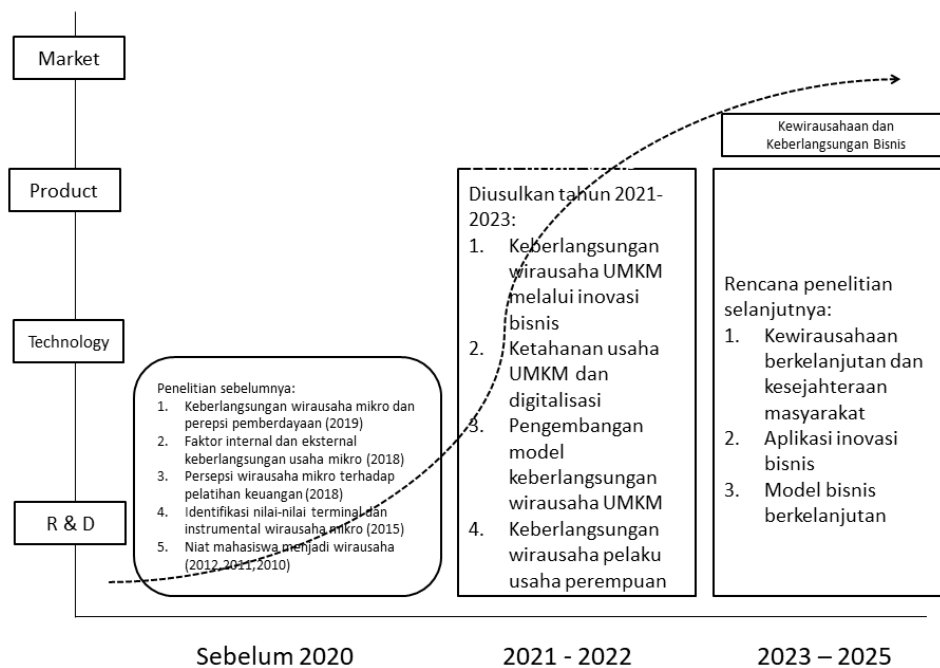 Market
Product
Technology
R & D
Penelitian sebelumnya:
1. Keberlangsungan wirausaha mikro dan
perepsi pemberdayaan (2019)
2. Faktor internal dan eksternal
keberlangsungan usaha mikro (2018)
3. Persepsi wirausaha mikro terhadap
pelatihan keuangan (2018)
4. Identifikasi nilai-nilai terminal dan
instrumental wirausaha mikro (2015)
5. Niat mahasiswa menjadi wirausaha
(2012,2011,2010)
Diusulkan tahun 2021-
2023:
1. Keberlangsungan
wirausaha UMKM
melalui inovasi
bisnis
2. Ketahanan usaha
UMKM dan
digitalisasi
3. Pengembangan
model
keberlangsungan
wirausaha UMKM
4. Keberlangsungan
wirausaha pelaku
usaha perempuan
Kewirausahaan dan
Keberlangsungan Bisnis
Rencana penelitian
selanjutnya:
1. Kewirausahaan
berkelanjutan dan
kesejahteraan
masyarakat
2. Aplikasi inovasi
bisnis
3. Model bisnis
berkelanjutan
Sebelum 2020
2021 - 2022
2023 – 2025